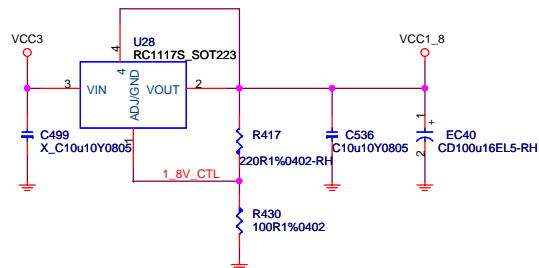 VCC3
VCC1_8
4
U28
RC1117S_SOT223
4
3
VIN
VOUT
2
ADJ/GND
1
C499
X_C10u10Y0805
R417
220R1%0402-RH
C536
C10u10Y0805
1
+
EC40
CD100u16EL5-RH
2
1_8V_CTL
R430
100R1%0402